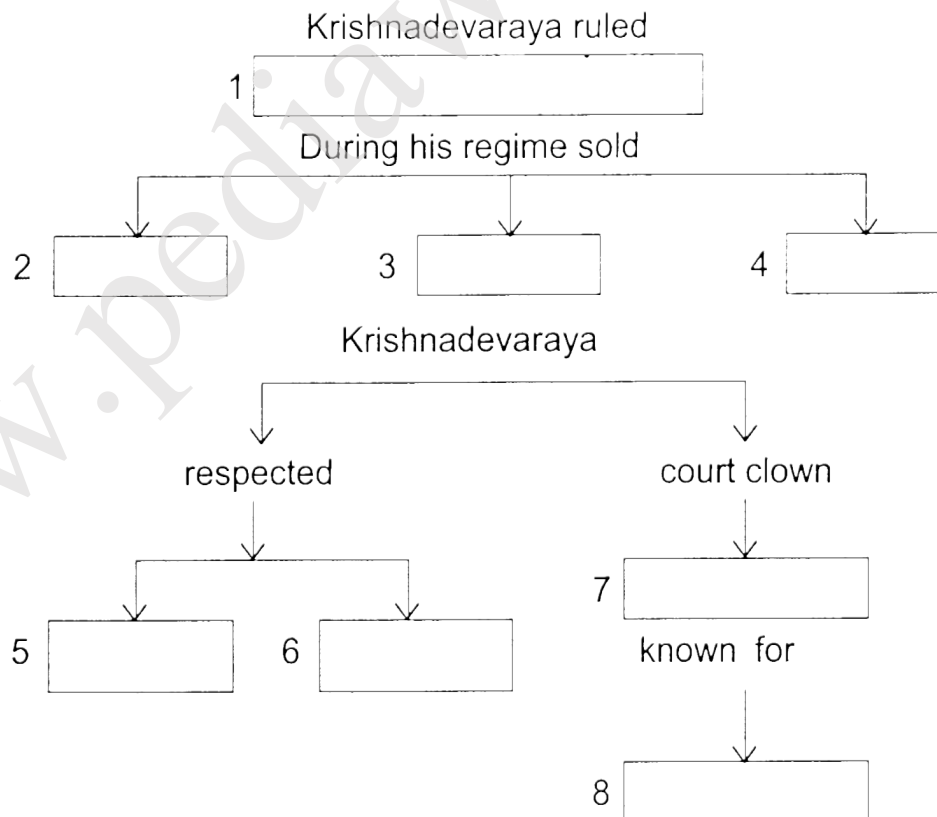 Krishnadevaraya ruled
1
During his regime sold
2 3 4
Krishnadevaraya
respected court clown
7
5 6 known for
8
w.pediaw